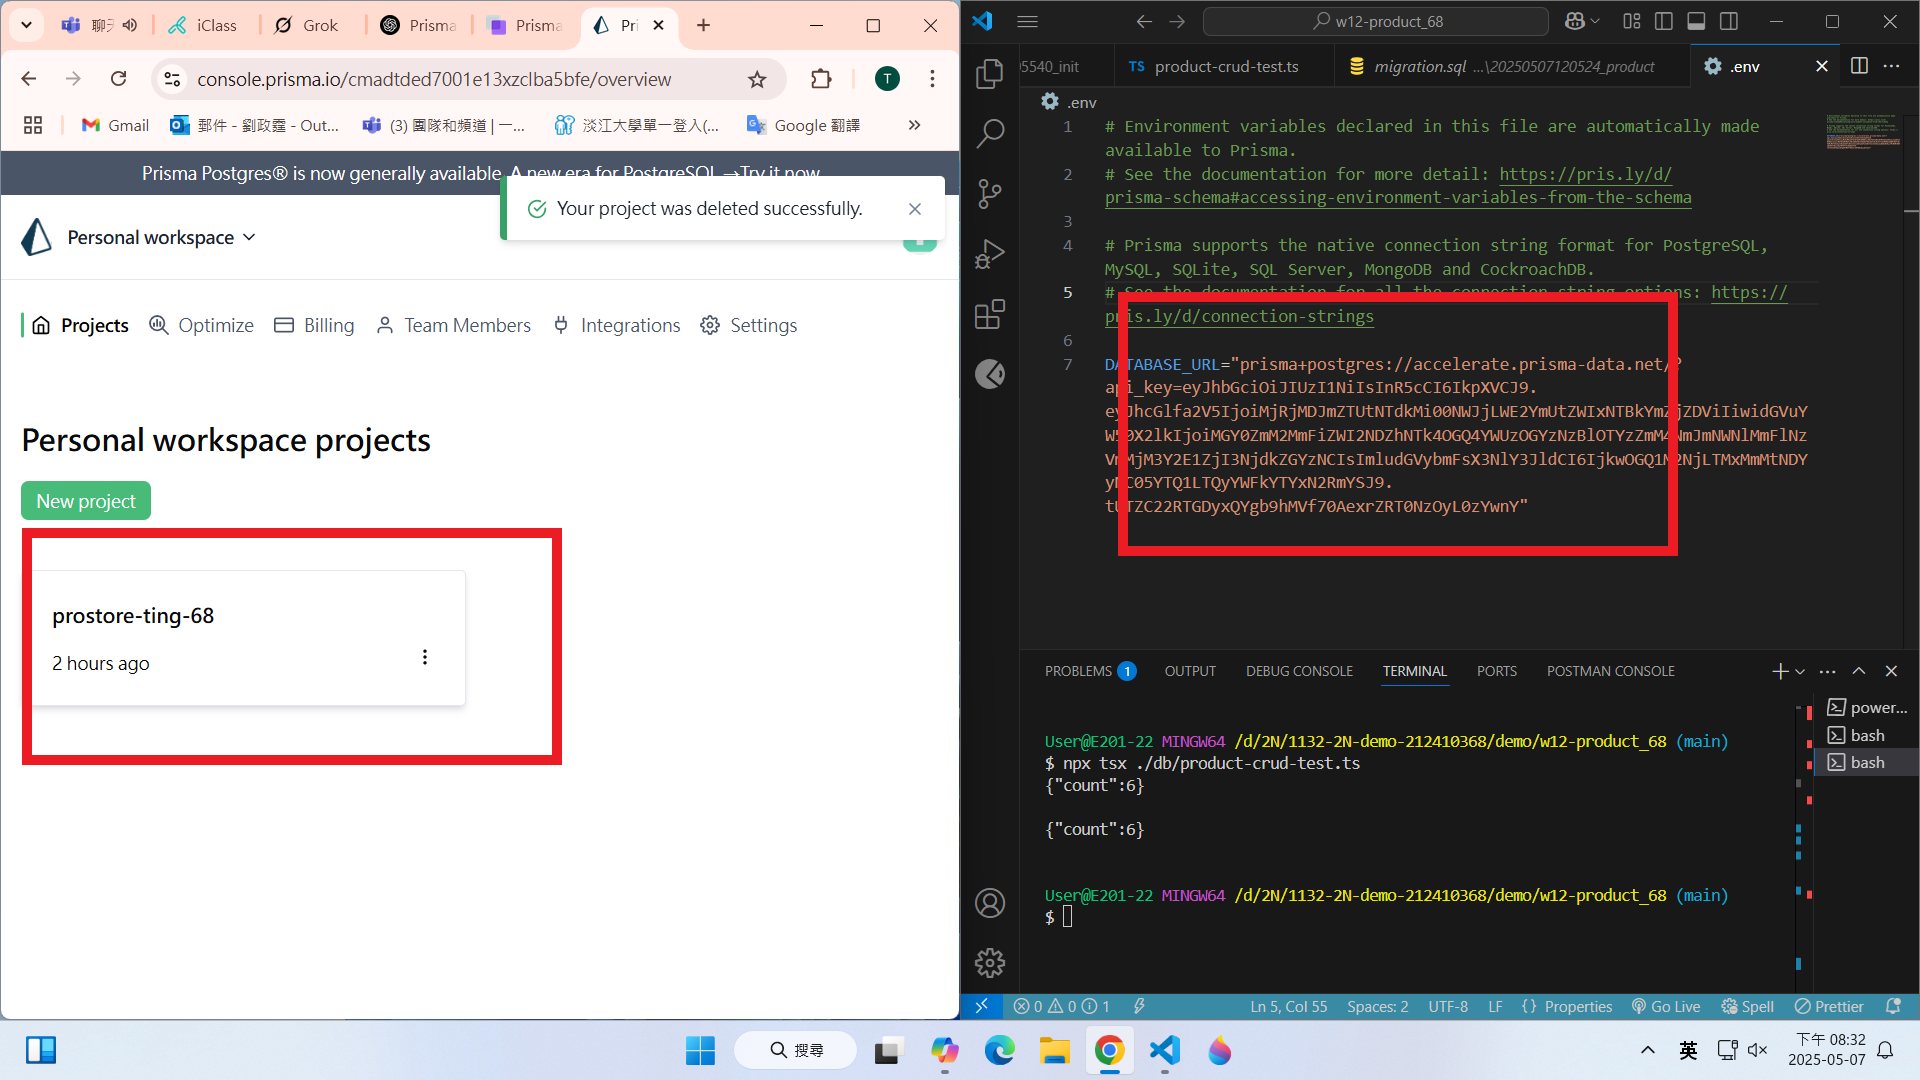 聊天
iClass
Grok
Prisma
Prisma
Pri
console.prisma.io/cmadtded7001e13xzclba5bfe/overview
T
Gmail
郵件 - 劉政霆 - Out...
(3) 團隊和頻道 | 一...
淡江大學單一登入(...
Google 翻譯
Prisma Postgres® is now generally available. A new era for PostgreSQL →Try it now
Your project was deleted successfully.
Personal workspace
Projects
Optimize
Billing
Team Members
Integrations
Settings
Personal workspace projects
New project
prostore-ting-68
2 hours ago
w12-product_68
05540_init
TS product-crud-test.ts
migration.sql ...\20250507120524_product
.env
.env
1 # Environment variables declared in this file are automatically made
available to Prisma.
2 # See the documentation for more detail: https://pris.ly/d/
prisma-schema#accessing-environment-variables-from-the-schema
3
4 # Prisma supports the native connection string format for PostgreSQL,
MySQL, SQLite, SQL Server, MongoDB and CockroachDB.
5 # See the documentation for all the connection string options: https://
pris.ly/d/connection-strings
6
7 DATABASE_URL="prisma+postgres://accelerate.prisma-data.net/?
api_key=eyJhbGciOiJIUzI1NiIsInR5cCI6IkpXVCJ9.
PROBLEMS 1
OUTPUT
DEBUG CONSOLE
TERMINAL
PORTS
POSTMAN CONSOLE
power...
bash
bash
User@E201-22 MINGW64 /d/2N/1132-2N-demo-212410368/demo/w12-product_68 (main)
$ npx tsx ./db/product-crud-test.ts
{"count":6}
{"count":6}
User@E201-22 MINGW64 /d/2N/1132-2N-demo-212410368/demo/w12-product_68 (main)
$
0 0 1
Ln 5, Col 55
Spaces: 2
UTF-8
LF
{ } Properties
Go Live
Spell
Prettier
搜尋
英
下午 08:32
2025-05-07